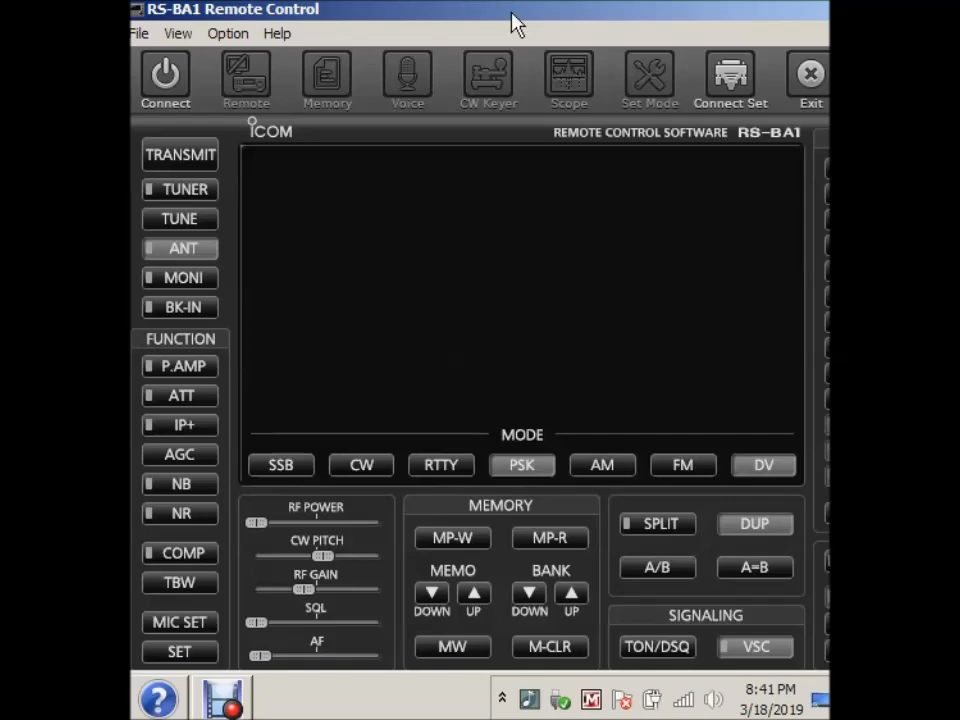 RS-BA1 Remote Control
File View Option Help
Connect Remote Memory Voice CW Keyer Scope Set Mode Connect Set Exit
ICOM
REMOTE CONTROL SOFTWARE RS-BA1
TRANSMIT
TUNER
TUNE
ANT
MONI
BK-IN
FUNCTION
P.AMP
ATT
IP+
AGC
NB
NR
COMP
TBW
MIC SET
SET
MODE
SSB CW RTTY PSK AM FM DV
RF POWER
CW PITCH
RF GAIN
SQL
AF
MEMORY
MP-W MP-R
MEMO BANK
DOWN UP DOWN UP
MW M-CLR
SPLIT DUP
A/B A=B
SIGNALING
TON/DSQ VSC
8:41 PM
3/18/2019